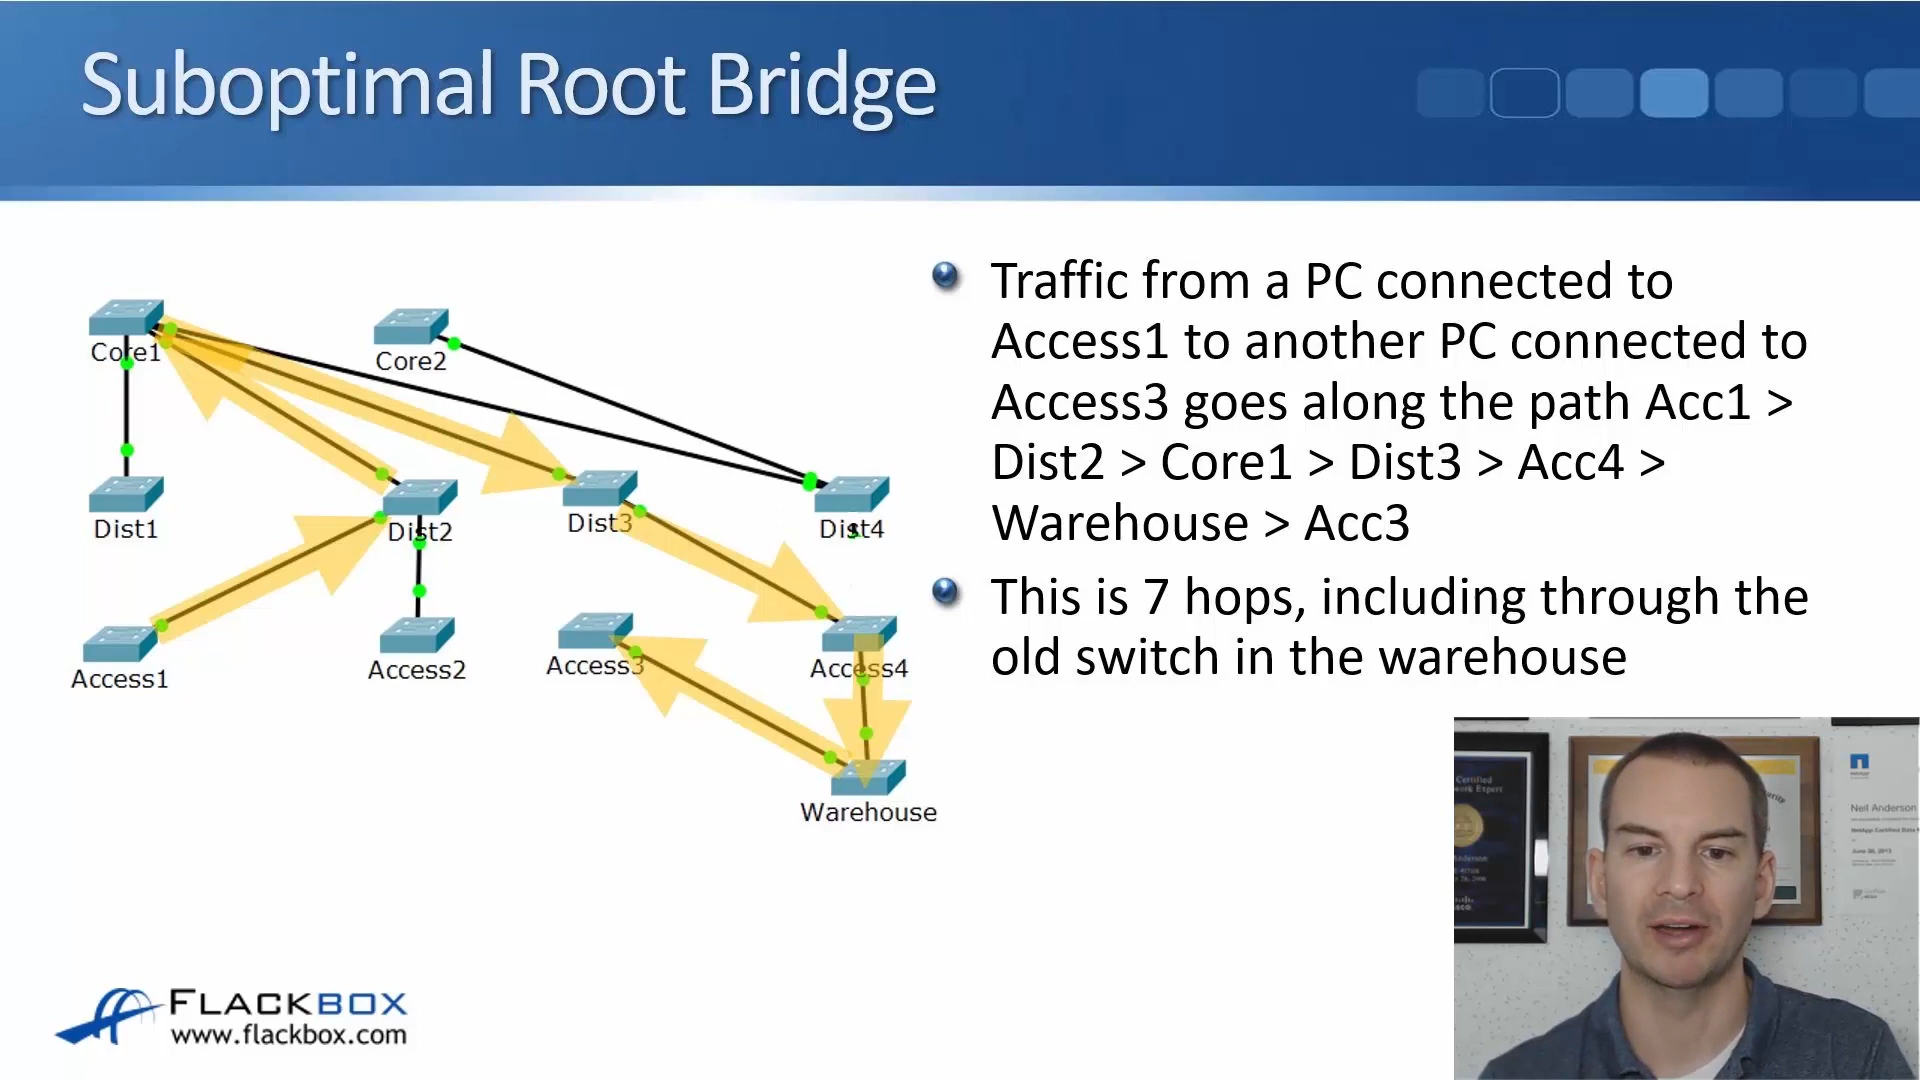 Suboptimal Root Bridge
Traffic from a PC connected to
Access1 to another PC connected to
Access3 goes along the path Acc1 >
Dist2 > Core1 > Dist3 > Acc4 >
Warehouse > Acc3
This is 7 hops, including through the
old switch in the warehouse
Core1
Core2
Dist1
Dist2
Dist3
Dist4
Access1
Access2
Access3
Access4
Warehouse
Neil Anderson
FLACKBOX
www.flackbox.com